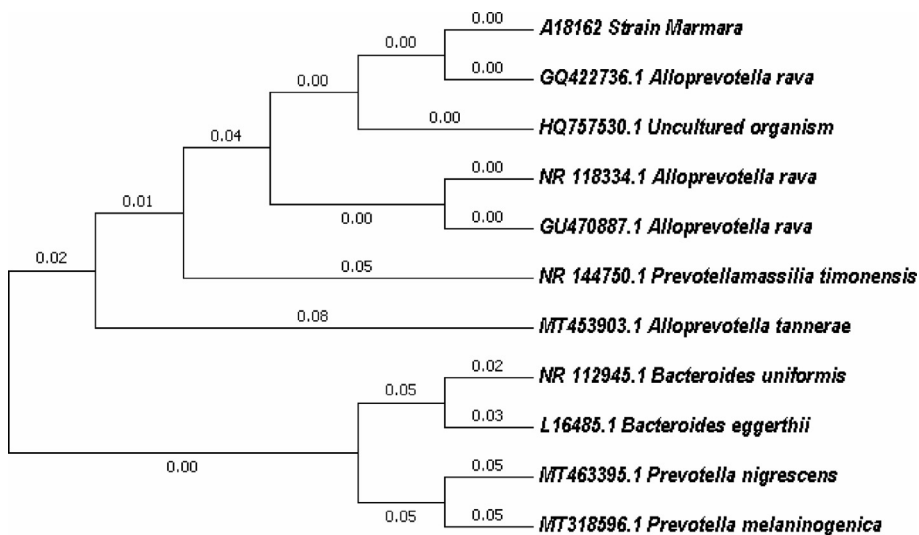 0.00
A18162 Strain Marmara
0.00
0.00
GQ422736.1 Alloprevotella rava
0.00
0.00
HQ757530.1 Uncultured organism
0.04
0.00
NR 118334.1 Alloprevotella rava
0.01
0.00
0.00
GU470887.1 Alloprevotella rava
0.02
0.05
NR 144750.1 Prevotellamassilia timonensis
0.08
MT453903.1 Alloprevotella tannerae
0.02
NR 112945.1 Bacteroides uniformis
0.05
0.03
L16485.1 Bacteroides eggerthii
0.00
0.05
MT463395.1 Prevotella nigrescens
0.05
0.05
MT318596.1 Prevotella melaninogenica